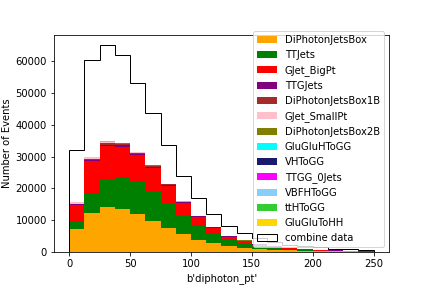 60000
50000
40000
30000
20000
10000
0
Number of Events
0
50
100
150
200
250
b'diphoton_pt'
DiPhotonJetsBox
TTJets
GJet_BigPt
TTGJets
DiPhotonJetsBox1B
GJet_SmallPt
DiPhotonJetsBox2B
GluGluHToGG
VHToGG
TTGG_0Jets
VBFHToGG
ttHToGG
GluGluToHH
combine data